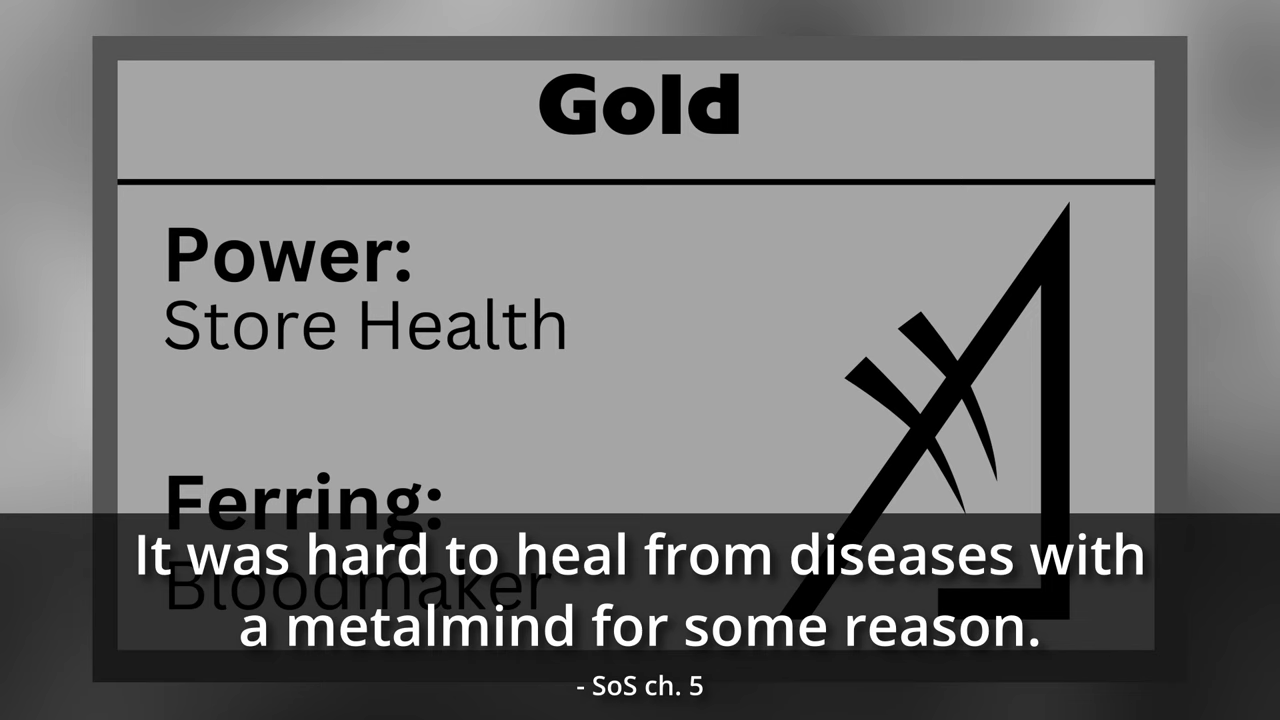 Gold
Power:
Store Health
Ferring:
Bloodmaker
It was hard to heal from diseases with
a metalmind for some reason.
- SoS ch. 5